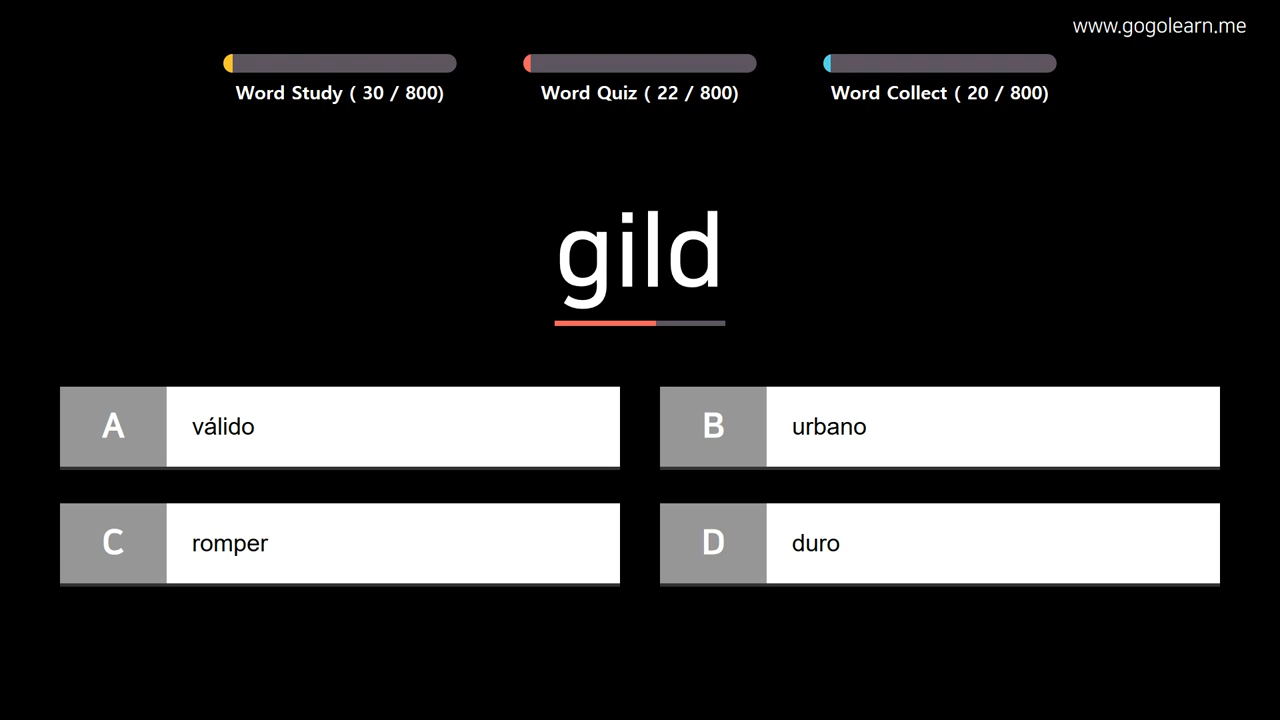 www.gogolearn.me
Word Study ( 30 / 800)
Word Quiz ( 22 / 800)
Word Collect ( 20 / 800)
gild
A válido
B urbano
C romper
D duro